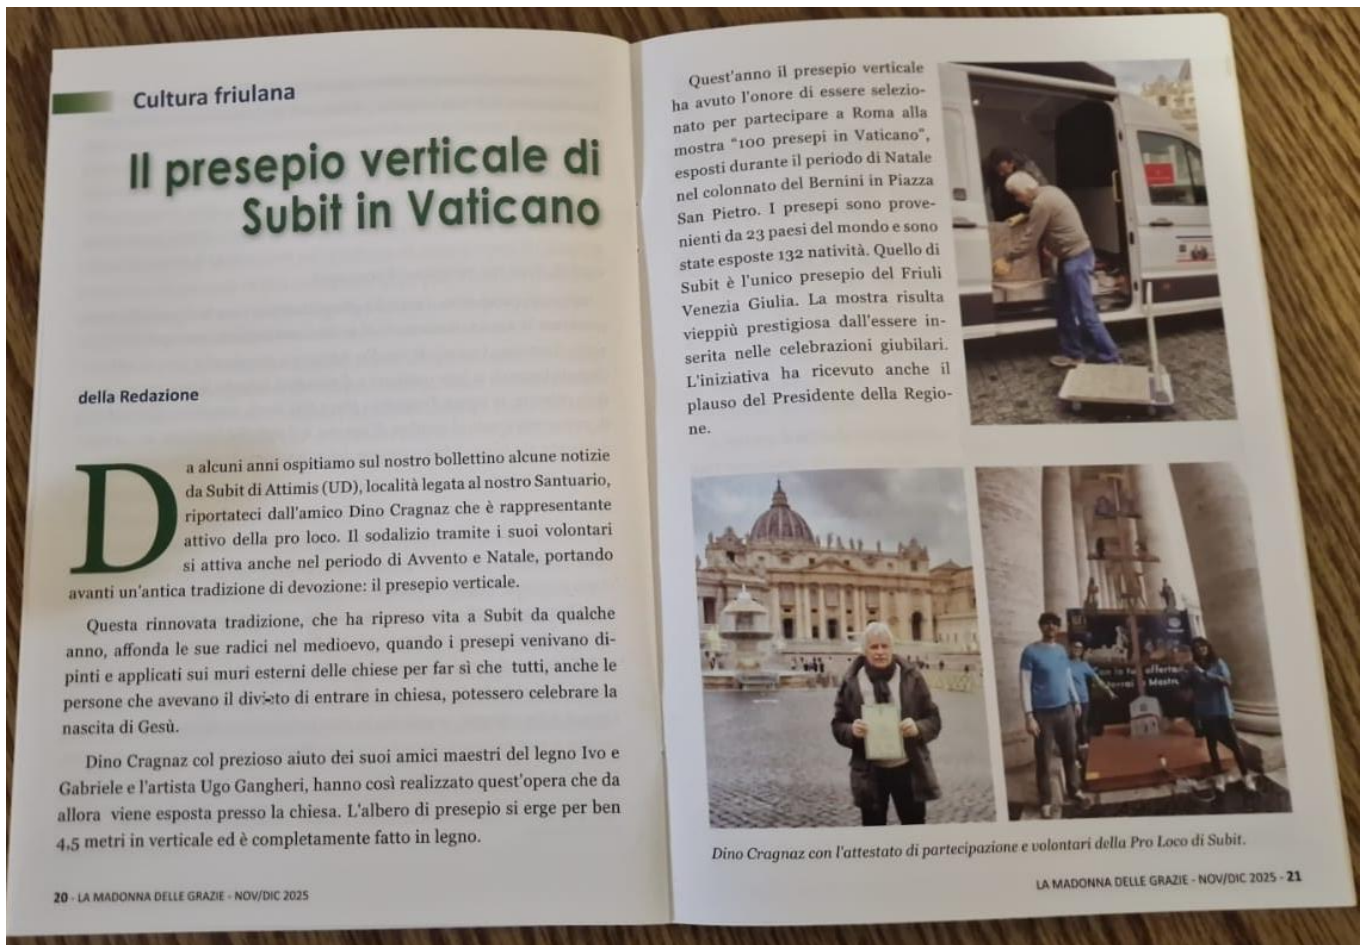 Cultura friulana
Il presepio verticale di
Subit in Vaticano
della Redazione
Da alcuni anni ospitiamo sul nostro bollettino alcune notizie
da Subit di Attimis (UD), località legata al nostro Santuario,
riportateci dall'amico Dino Cragnaz che è rappresentante
attivo della pro loco. Il sodalizio tramite i suoi volontari
si attiva anche nel periodo di Avvento e Natale, portando
avanti un'antica tradizione di devozione: il presepio verticale.
Questa rinnovata tradizione, che ha ripreso vita a Subit da qualche
anno, affonda le sue radici nel medioevo, quando i presepi venivano di-
pinti e applicati sui muri esterni delle chiese per far sì che tutti, anche le
persone che avevano il divieto di entrare in chiesa, potessero celebrare la
nascita di Gesù.
Dino Cragnaz col prezioso aiuto dei suoi amici maestri del legno Ivo e
Gabriele e l'artista Ugo Gangheri, hanno così realizzato quest'opera che da
allora viene esposta presso la chiesa. L'albero di presepio si erge per ben
4,5 metri in verticale ed è completamente fatto in legno.
20 - LA MADONNA DELLE GRAZIE - NOV/DIC 2025
Quest'anno il presepio verticale
ha avuto l'onore di essere selezio-
nato per partecipare a Roma alla
mostra "100 presepi in Vaticano",
esposti durante il periodo di Natale
nel colonnato del Bernini in Piazza
San Pietro. I presepi sono prove-
nienti da 23 paesi del mondo e sono
state esposte 132 natività. Quello di
Subit è l'unico presepio del Friuli
Venezia Giulia. La mostra risulta
vieppiù prestigiosa dall'essere in-
serita nelle celebrazioni giubilari.
L'iniziativa ha ricevuto anche il
plauso del Presidente della Regio-
ne.
Con la tua offerta
Dino Cragnaz con l'attestato di partecipazione e volontari della Pro Loco di Subit.
LA MADONNA DELLE GRAZIE - NOV/DIC 2025 - 21